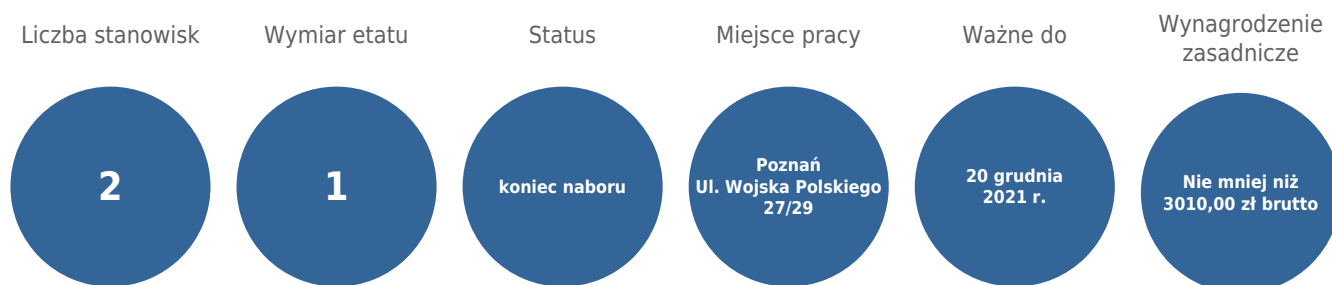 Liczba stanowisk
Wymiar etatu
Status
Miejsce pracy
Ważne do
Wynagrodzenie
zasadnicze
2
1
koniec naboru
Poznań
Ul. Wojska Polskiego
27/29
20 grudnia
2021 r.
Nie mniej niż
3010,00 zł brutto